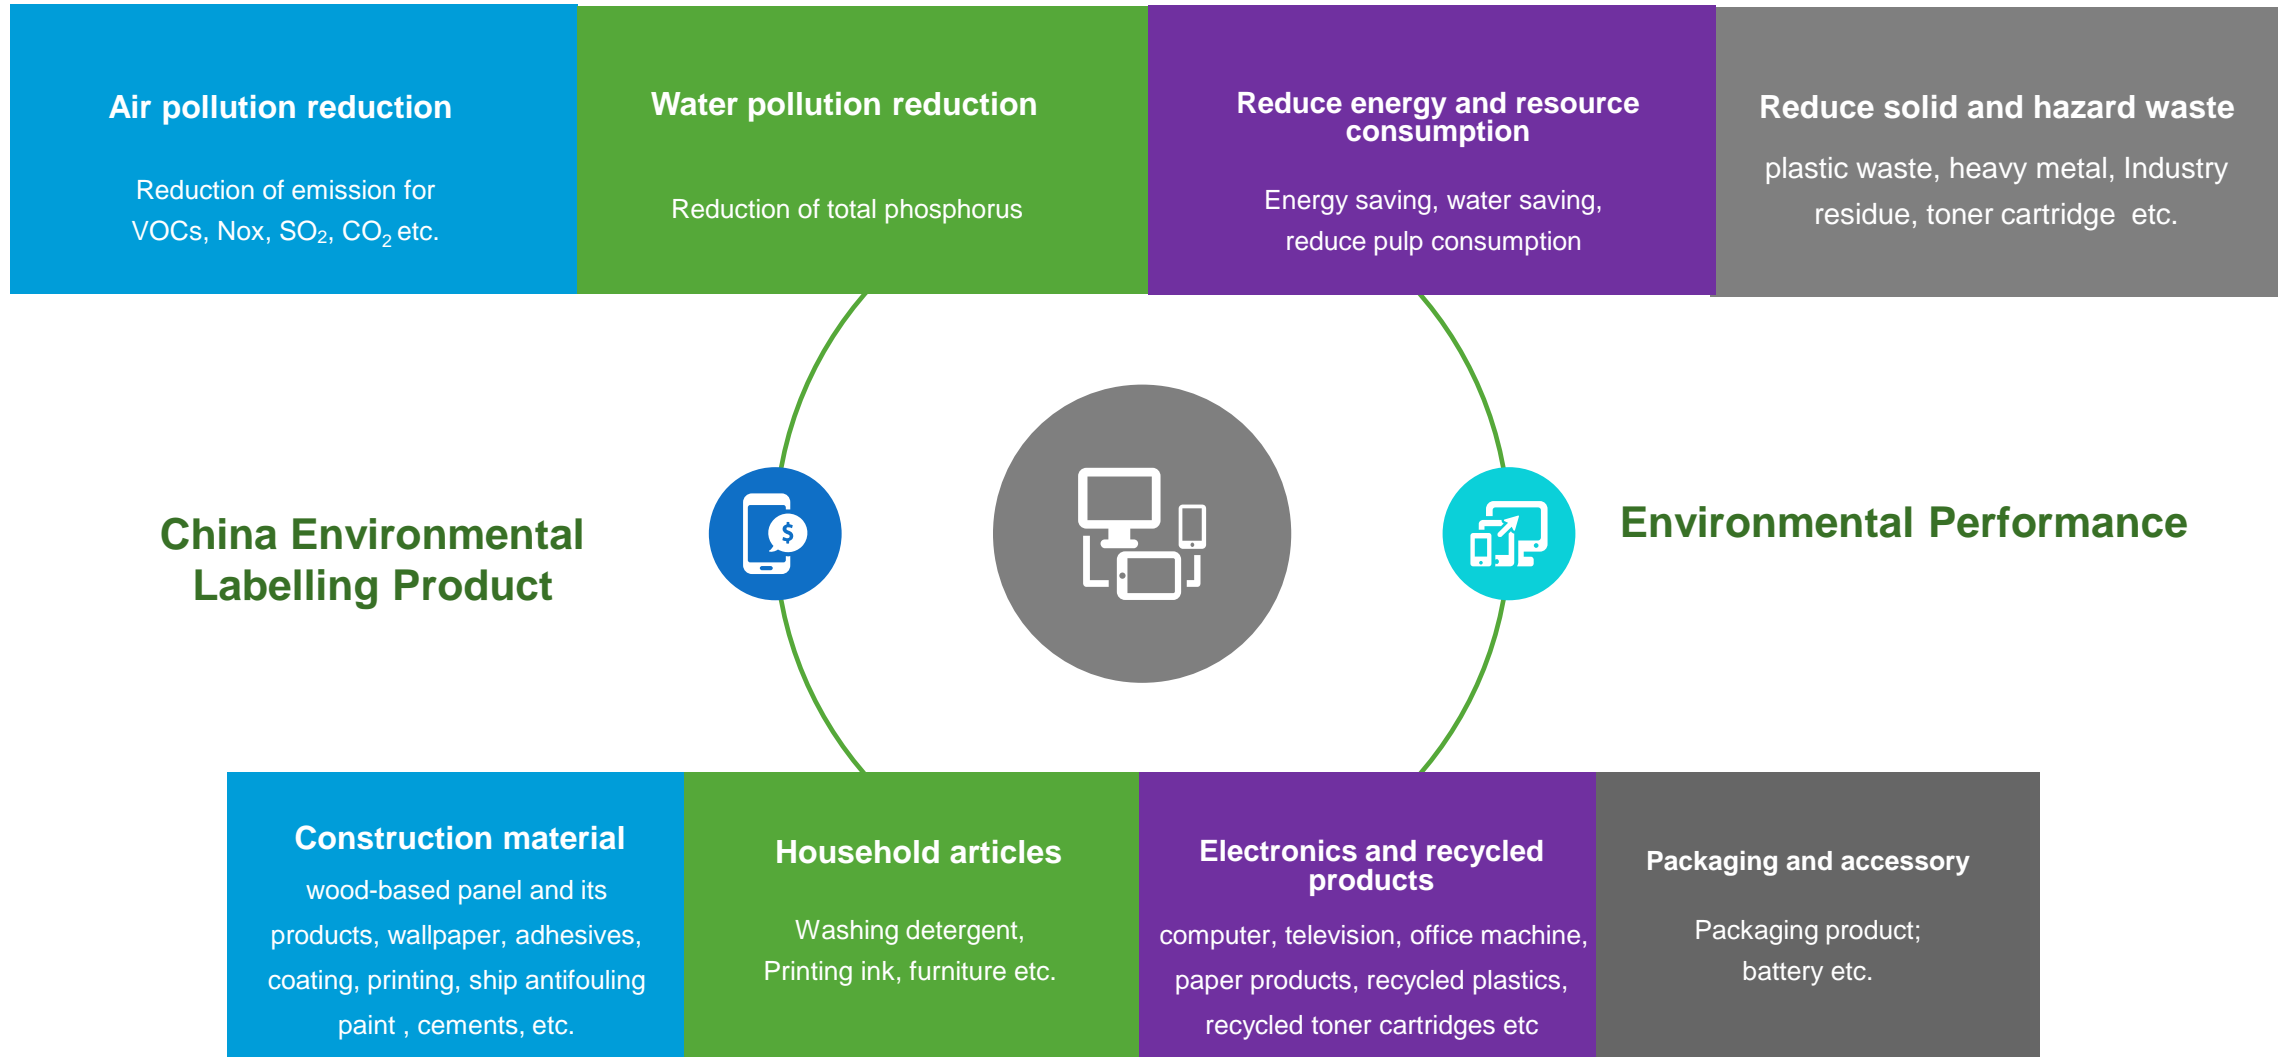 Air pollution reduction
Reduction of emission for
VOCs, Nox, SO₂, CO₂ etc.
Water pollution reduction
Reduction of total phosphorus
Reduce energy and resource
consumption
Energy saving, water saving,
reduce pulp consumption
Reduce solid and hazard waste
plastic waste, heavy metal, Industry
residue, toner cartridge etc.
China Environmental
Labelling Product
$
Environmental Performance
Construction material
wood-based panel and its
products, wallpaper, adhesives,
coating, printing, ship antifouling
paint , cements, etc.
Household articles
Washing detergent,
Printing ink, furniture etc.
Electronics and recycled
products
computer, television, office machine,
paper products, recycled plastics,
recycled toner cartridges etc
Packaging and accessory
Packaging product;
battery etc.